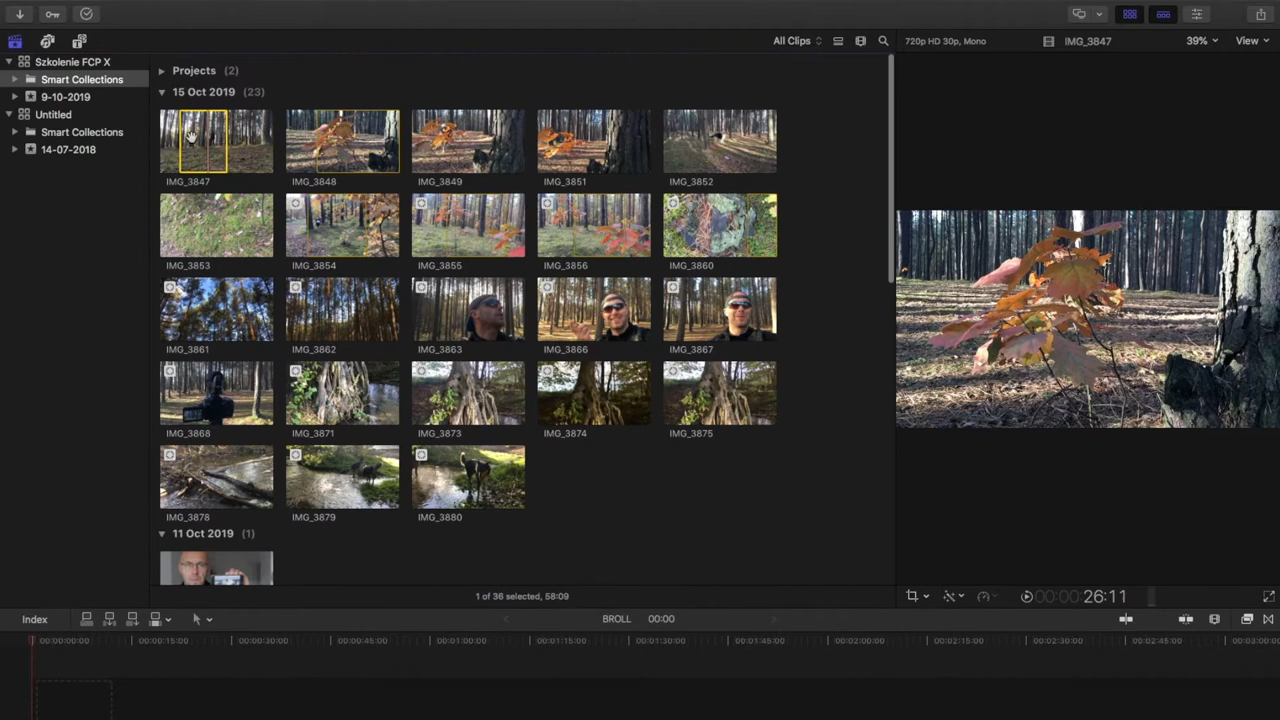 All Clips
720p HD 30p, Mono
IMG_3847
39%
View
Szkolenie FCP X
Smart Collections
9-10-2019
Untitled
Smart Collections
14-07-2018
Projects (2)
15 Oct 2019 (23)
IMG_3847
IMG_3848
IMG_3849
IMG_3851
IMG_3852
IMG_3853
IMG_3854
IMG_3855
IMG_3856
IMG_3860
IMG_3861
IMG_3862
IMG_3863
IMG_3866
IMG_3867
IMG_3868
IMG_3871
IMG_3873
IMG_3874
IMG_3875
IMG_3878
IMG_3879
IMG_3880
11 Oct 2019 (1)
1 of 36 selected, 58:09
00:00:26:11
Index
BROLL 00:00
00:00:00:00
00:00:15:00
00:00:30:00
00:00:45:00
00:01:00:00
00:01:15:00
00:01:30:00
00:01:45:00
00:02:00:00
00:02:15:00
00:02:30:00
00:02:45:00
00:03:00:00